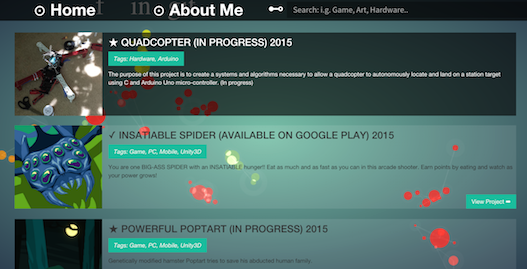 ⊙ Home
⊙ About Me
Search: i.g. Game, Art, Hardware..
★ QUADCOPTER (IN PROGRESS) 2015
Tags: Hardware, Arduino
The purpose of this project is to create a systems and algorithms necessary to allow a quadcopter to autonomously locate and land on a station target
using C and Arduino Uno micro-controller. (In progress)
✓ INSATIABLE SPIDER (AVAILABLE ON GOOGLE PLAY) 2015
Tags: Game, PC, Mobile, Unity3D
You are one BIG-ASS SPIDER with an INSATIABLE hunger!! Eat as much and as fast as you can in this arcade shooter. Earn points by eating and watch as
your power grows!
View Project ➡
★ POWERFUL POPTART (IN PROGRESS) 2015
Tags: Game, PC, Mobile, Unity3D
Genetically modified hamster Poptart tries to save his abducted human family.